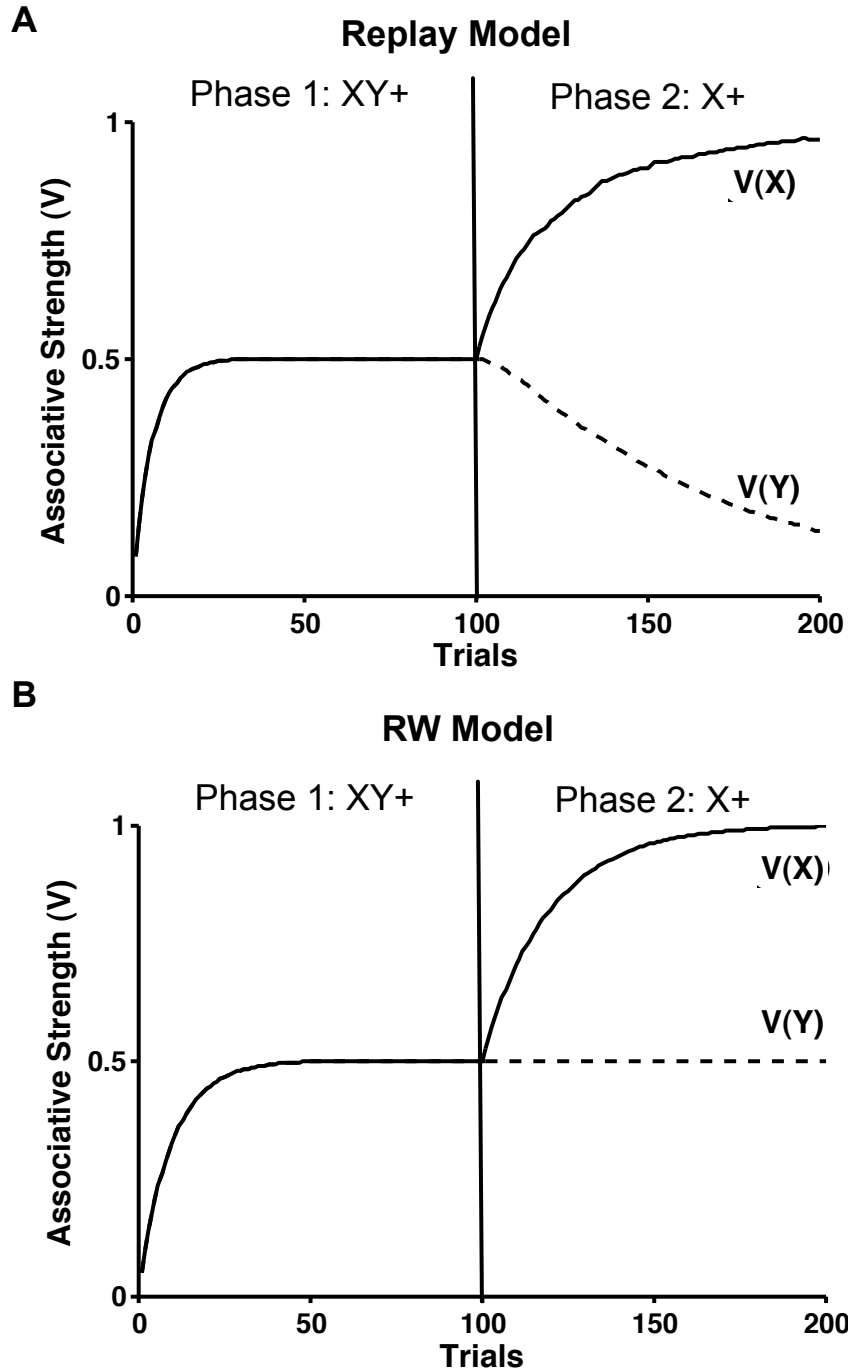 A
Replay Model
Phase 1: XY+
Phase 2: X+
1
V(X)
Associative Strength (V)
0.5
V(Y)
0
0
50
100
150
200
Trials
B
RW Model
Phase 1: XY+
Phase 2: X+
1
V(X)
Associative Strength (V)
V(Y)
0.5
0
0
50
100
150
200
Trials